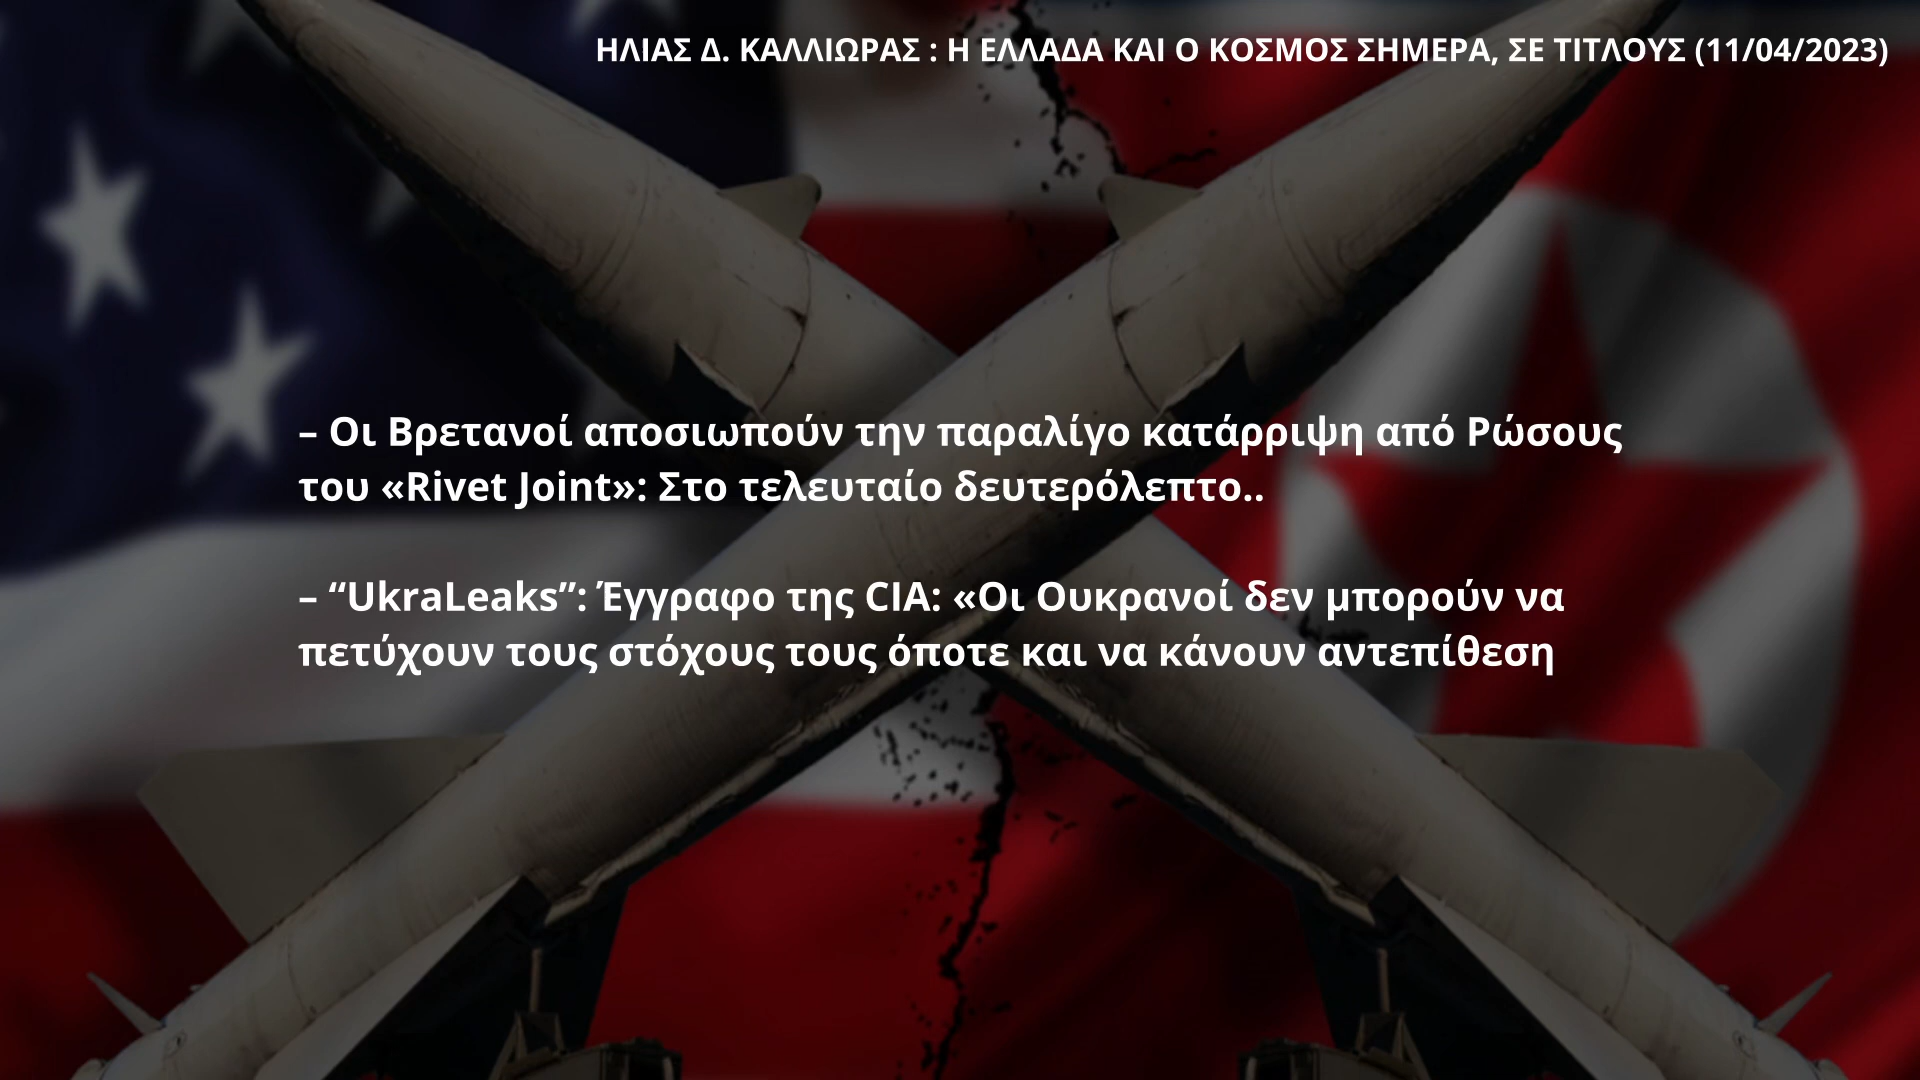 ΗΛΙΑΣ Δ. ΚΑΛΛΙΩΡΑΣ : Η ΕΛΛΑΔΑ ΚΑΙ Ο ΚΟΣΜΟΣ ΣΗΜΕΡΑ, ΣΕ ΤΙΤΛΟΥΣ (11/04/2023)
– Οι Βρετανοί αποσιωπούν την παραλίγο κατάρριψη από Ρώσους
του «Rivet Joint»: Στο τελευταίο δευτερόλεπτο..
– “UkraLeaks”: Έγγραφο της CIA: «Οι Ουκρανοί δεν μπορούν να
πετύχουν τους στόχους τους όποτε και να κάνουν αντεπίθεση